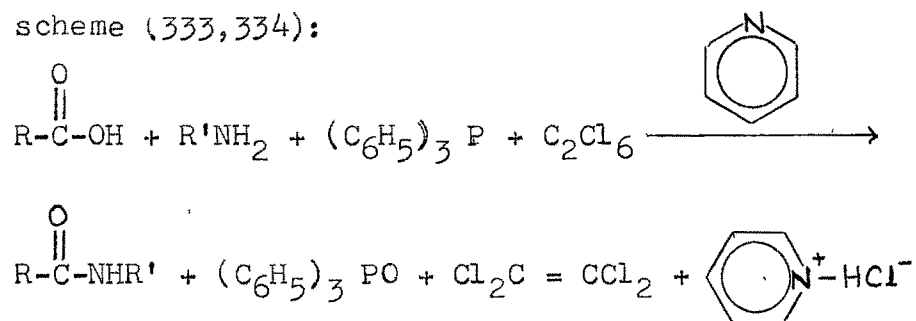 scheme (333,334):
O
R-C-OH + R'NH2 + (C6H5)3 P + C2Cl6
N
O
R-C-NHR' + (C6H5)3 PO + Cl2C = CCl2 + N+-HCl-